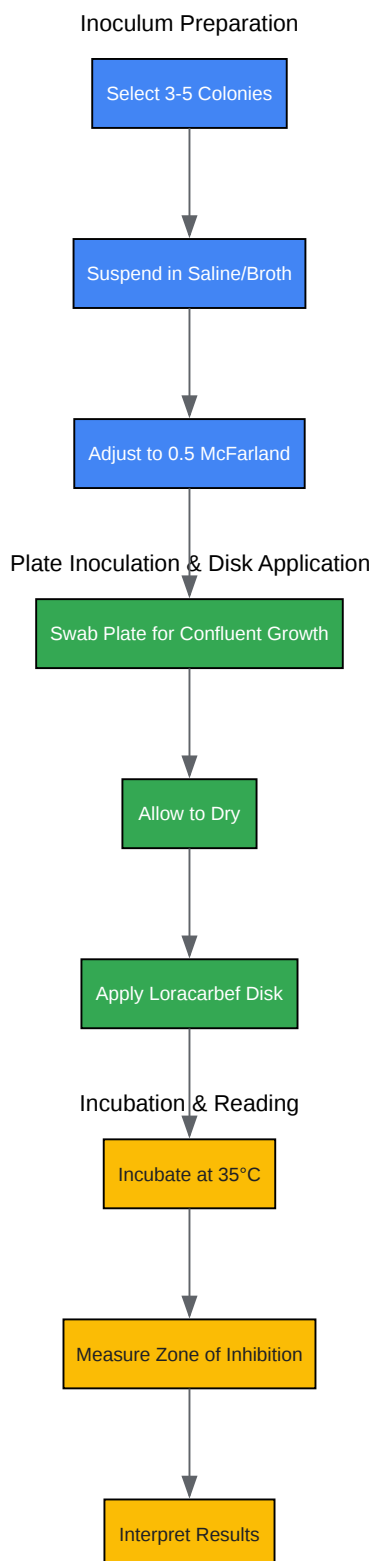 Inoculum Preparation
Select 3-5 Colonies
Suspend in Saline/Broth
Adjust to 0.5 McFarland
Plate Inoculation & Disk Application
Swab Plate for Confluent Growth
Allow to Dry
Apply Loracarbef Disk
Incubation & Reading
Incubate at 35°C
Measure Zone of Inhibition
Interpret Results